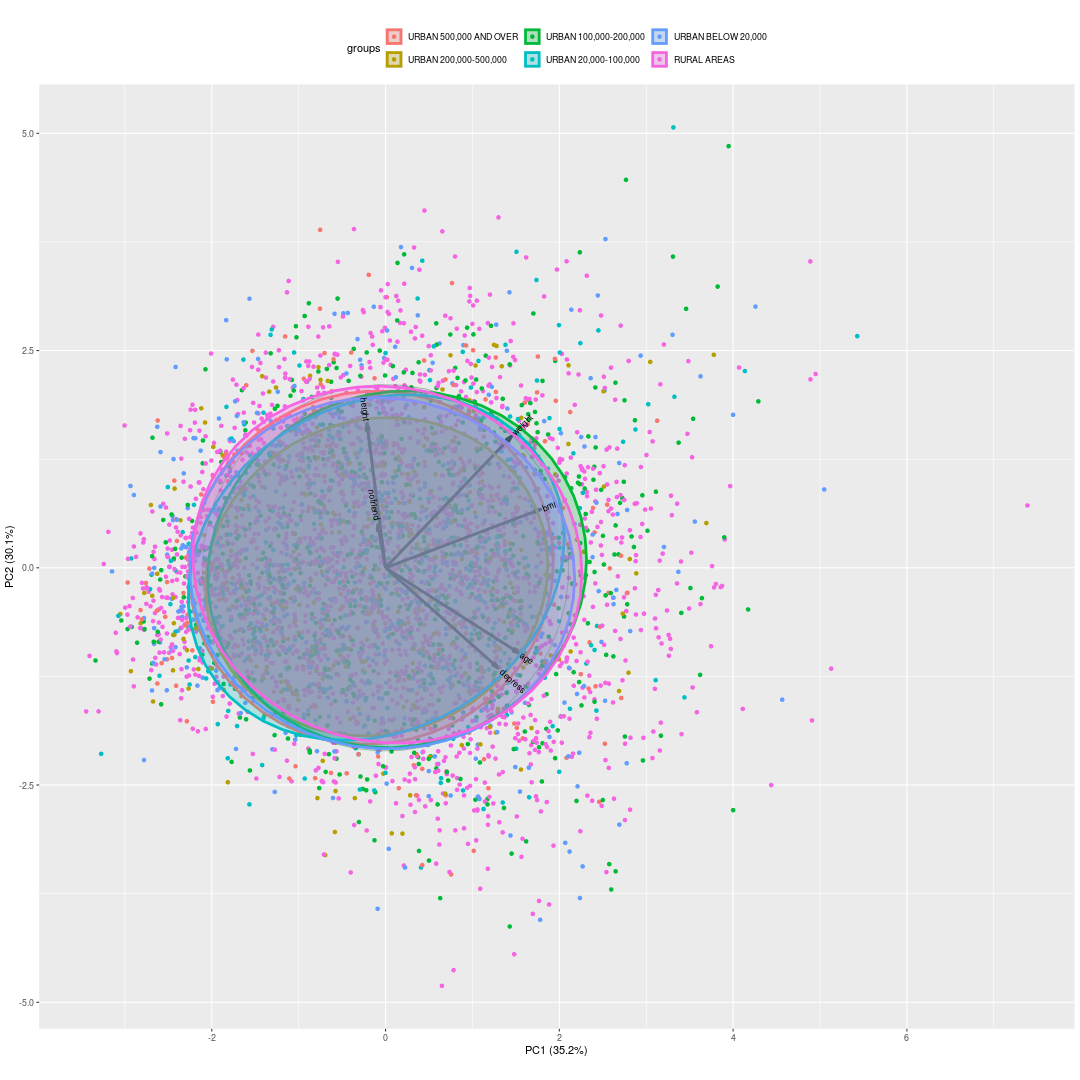 groups
URBAN 500,000 AND OVER
URBAN 100,000-200,000
URBAN BELOW 20,000
URBAN 200,000-500,000
URBAN 20,000-100,000
RURAL AREAS
5.0
2.5
0.0
-2.5
-5.0
PC2 (30.1%)
height
weight
nofriend
bmi
age
depress
-2
0
2
4
6
PC1 (35.2%)